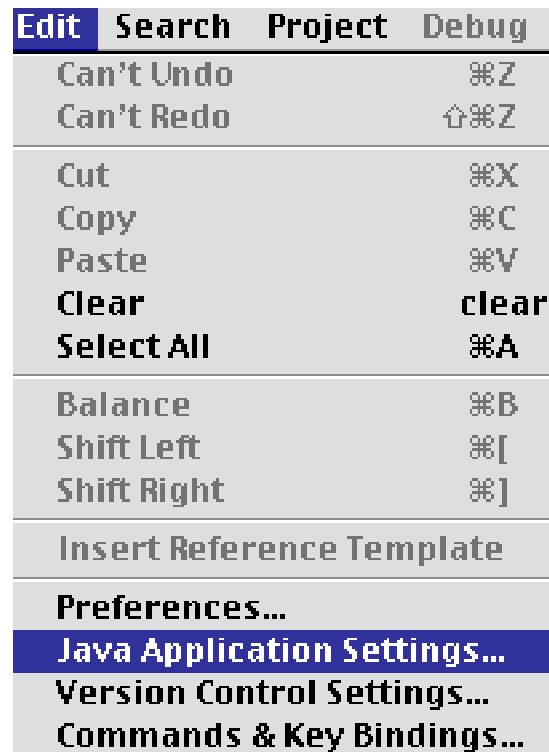 Edit Search Project Debug
Can't Undo ⌘Z
Can't Redo ⇧⌘Z
Cut ⌘X
Copy ⌘C
Paste ⌘V
Clear clear
Select All ⌘A
Balance ⌘B
Shift Left ⌘[
Shift Right ⌘]
Insert Reference Template
Preferences...
Java Application Settings...
Version Control Settings...
Commands & Key Bindings...